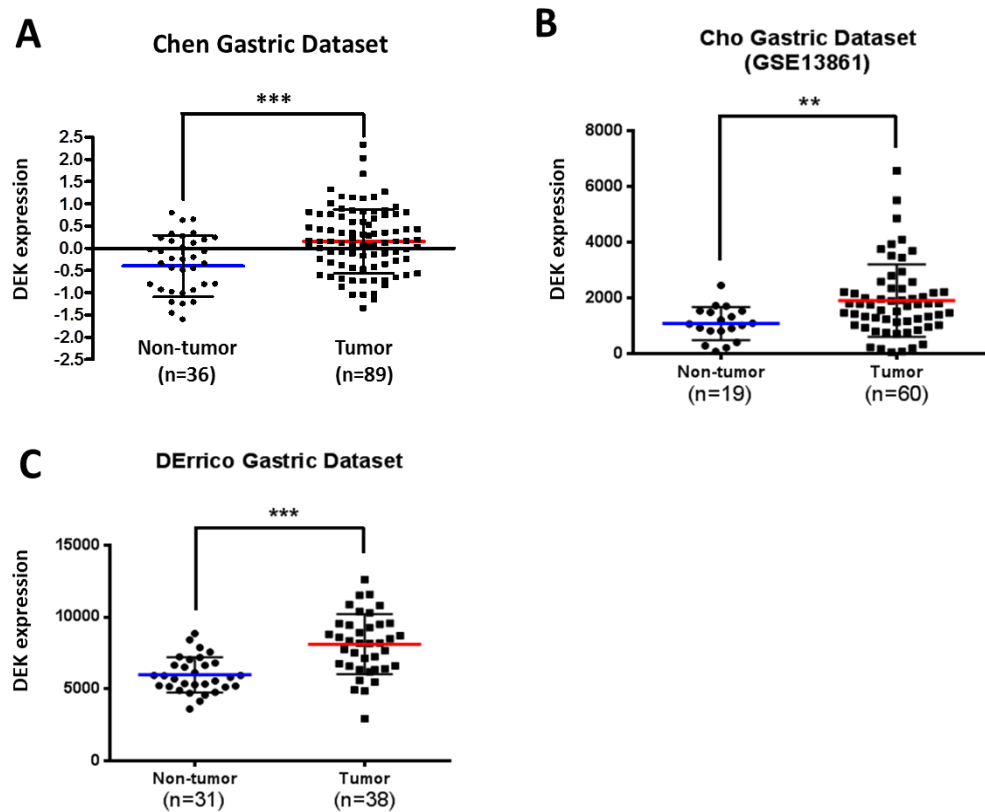 A
Chen Gastric Dataset
***
DEK expression
2.5
2.0
1.5
1.0
0.5
0.0
-0.5
-1.0
-1.5
-2.0
-2.5
Non-tumor
(n=36)
Tumor
(n=89)
B
Cho Gastric Dataset
(GSE13861)
**
DEK expression
8000
6000
4000
2000
0
Non-tumor
(n=19)
Tumor
(n=60)
C
DErrico Gastric Dataset
***
DEK expression
15000
10000
5000
0
Non-tumor
(n=31)
Tumor
(n=38)